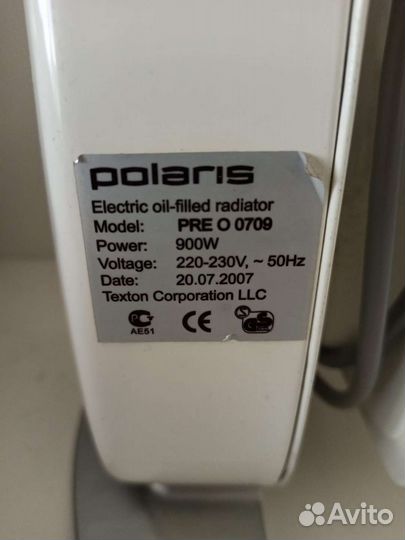 polaris
Electric oil-filled radiator
Model: PRE O 0709
Power: 900W
Voltage: 220-230V, ~ 50Hz
Date: 20.07.2007
Texton Corporation LLC
AE51
CE
Avito